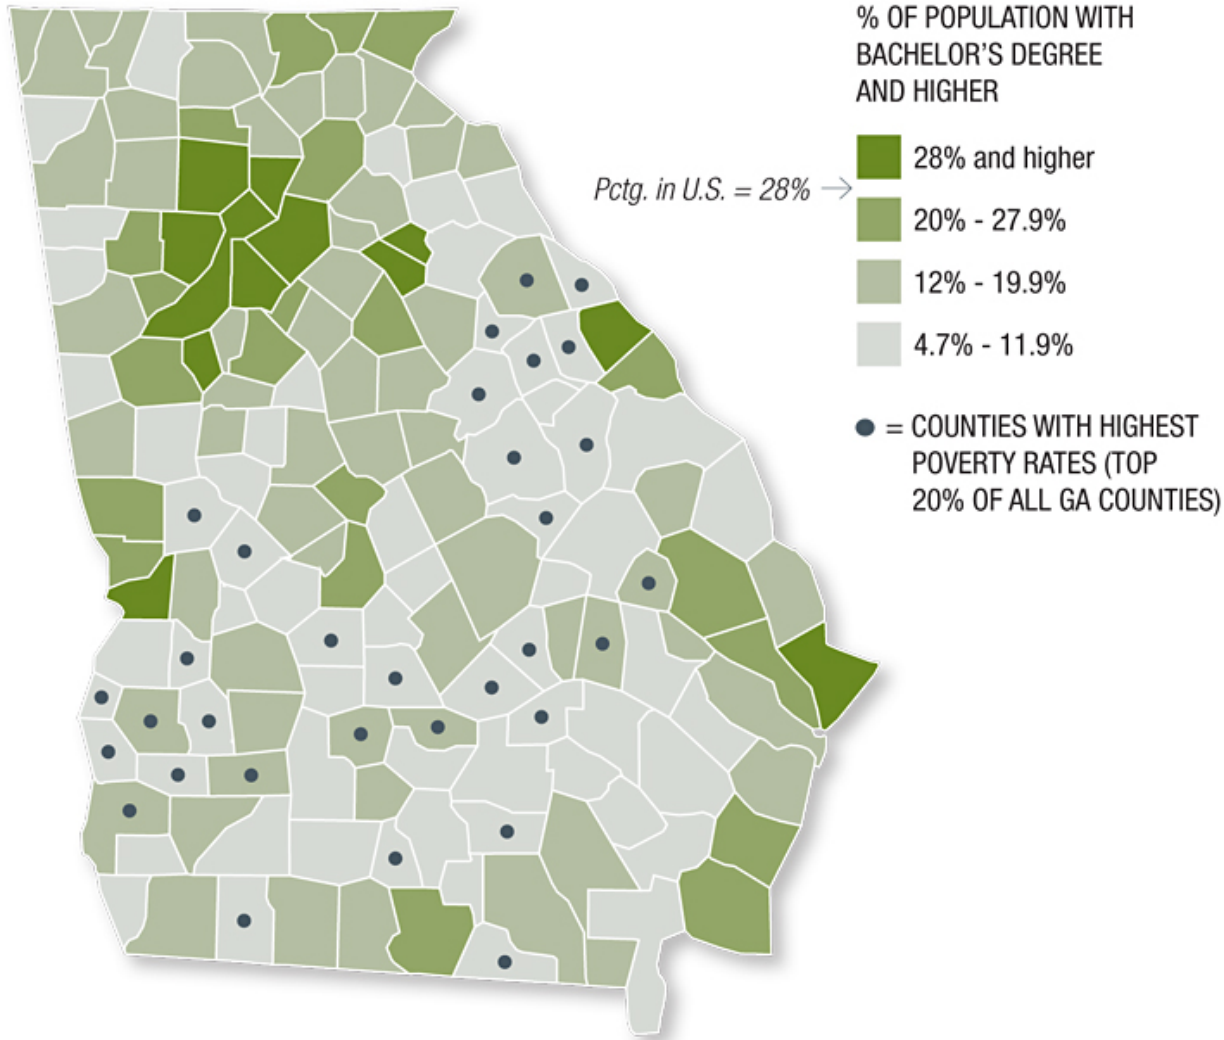 % OF POPULATION WITH
BACHELOR'S DEGREE
AND HIGHER
28% and higher
Pctg. in U.S. = 28%
20% - 27.9%
12% - 19.9%
4.7% - 11.9%
= COUNTIES WITH HIGHEST
POVERTY RATES (TOP
20% OF ALL GA COUNTIES)